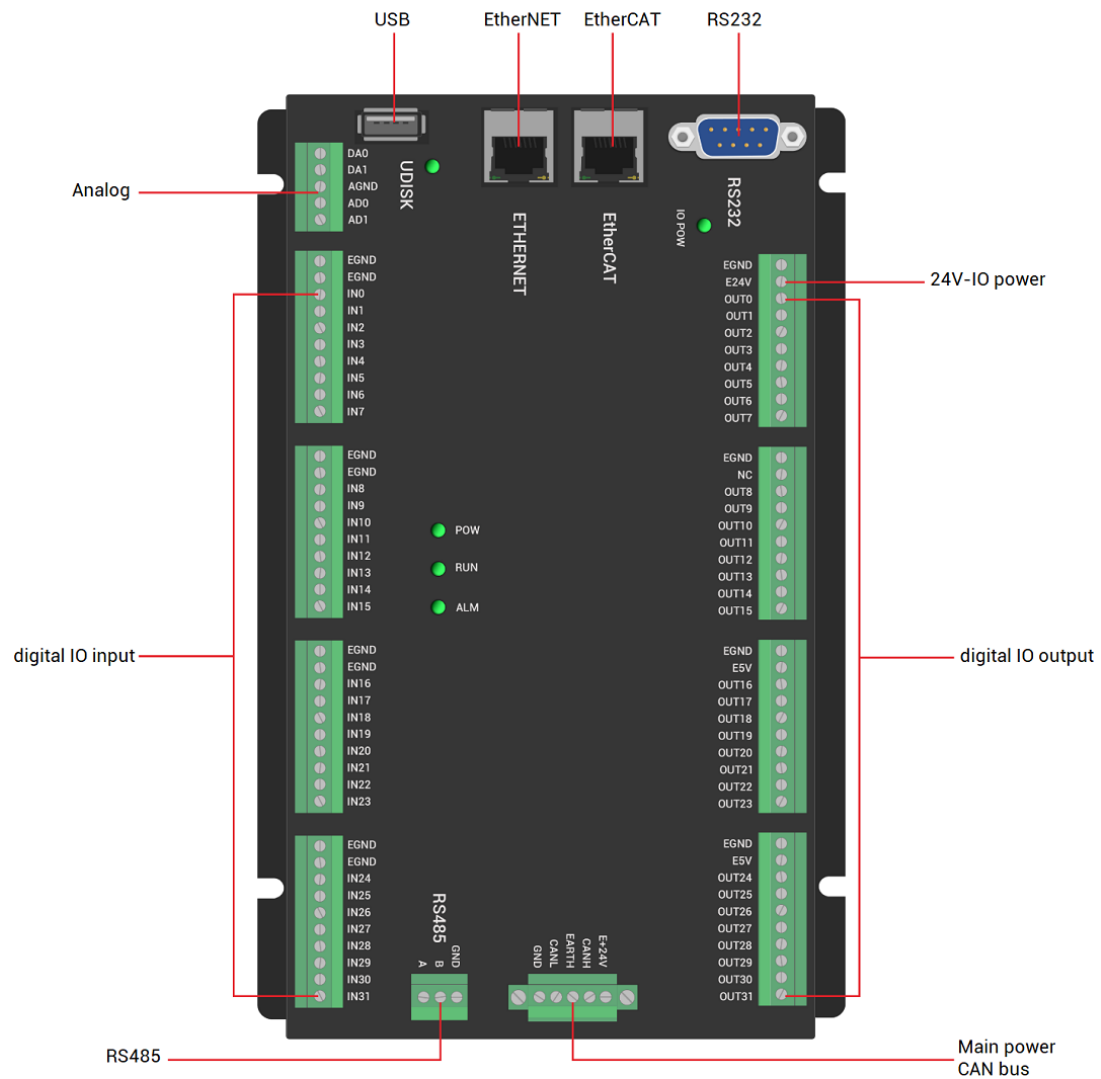 USB
EtherNET
EtherCAT
RS232
DA0
DA1
AGND
AD0
AD1
Analog
UDISK
ETHERNET
EtherCAT
RS232
IO POW
EGND
EGND
IN0
IN1
IN2
IN3
IN4
IN5
IN6
IN7
EGND
E24V
OUT0
OUT1
OUT2
OUT3
OUT4
OUT5
OUT6
OUT7
24V-IO power
EGND
EGND
IN8
IN9
IN10
IN11
IN12
IN13
IN14
IN15
POW
RUN
ALM
EGND
NC
OUT8
OUT9
OUT10
OUT11
OUT12
OUT13
OUT14
OUT15
digital IO input
digital IO output
EGND
EGND
IN16
IN17
IN18
IN19
IN20
IN21
IN22
IN23
EGND
E5V
OUT16
OUT17
OUT18
OUT19
OUT20
OUT21
OUT22
OUT23
EGND
EGND
IN24
IN25
IN26
IN27
IN28
IN29
IN30
IN31
EGND
E5V
OUT24
OUT25
OUT26
OUT27
OUT28
OUT29
OUT30
OUT31
RS485
A
B
GND
GND
CANL
EARTH
CANH
E+24V
RS485
Main power
CAN bus